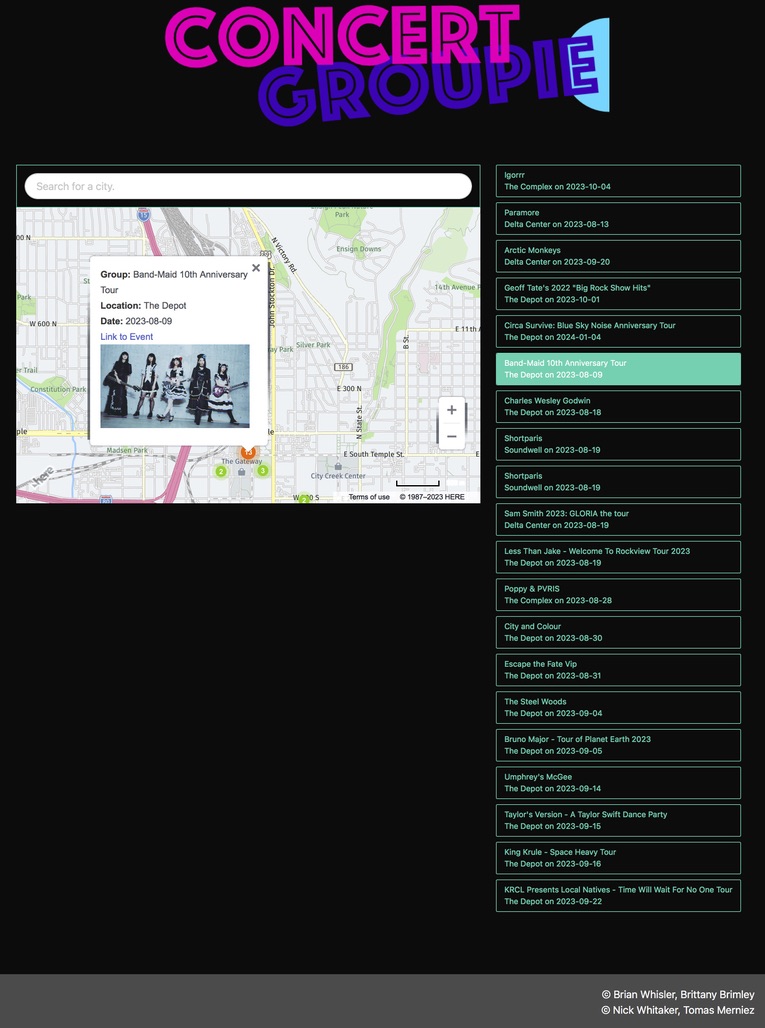 CONCERT
GROUPIE
Search for a city.
Park
15
00 N
N Victory Rd.
Ensign Downs
Group: Band-Maid 10th Anniversary
Tour
Location: The Depot
Date: 2023-08-09
Link to Event
John Stockton Dr.
14th Avenue P
Park
W 600 N
E 11th A
B St.
Silver Park
186
er Trail
Constitution Park
E 300 N
N State St.
+
−
ple
le
Madsen Park
E South Temple St.
The Gateway
2
3
City Creek Center
here
80
Terms of use
© 1987–2023 HERE
Igorrr
The Complex on 2023-10-04
Paramore
Delta Center on 2023-08-13
Arctic Monkeys
Delta Center on 2023-09-20
Geoff Tate's 2022 "Big Rock Show Hits"
The Depot on 2023-10-01
Circa Survive: Blue Sky Noise Anniversary Tour
The Depot on 2024-01-04
Band-Maid 10th Anniversary Tour
The Depot on 2023-08-09
Charles Wesley Godwin
The Depot on 2023-08-18
Shortparis
Soundwell on 2023-08-19
Shortparis
Soundwell on 2023-08-19
Sam Smith 2023: GLORIA the tour
Delta Center on 2023-08-19
Less Than Jake - Welcome To Rockview Tour 2023
The Depot on 2023-08-19
Poppy & PVRIS
The Complex on 2023-08-28
City and Colour
The Depot on 2023-08-30
Escape the Fate Vip
The Depot on 2023-08-31
The Steel Woods
The Depot on 2023-09-04
Bruno Major - Tour of Planet Earth 2023
The Depot on 2023-09-05
Umphrey's McGee
The Depot on 2023-09-14
Taylor's Version - A Taylor Swift Dance Party
The Depot on 2023-09-15
King Krule - Space Heavy Tour
The Depot on 2023-09-16
KRCL Presents Local Natives - Time Will Wait For No One Tour
The Depot on 2023-09-22
© Brian Whisler, Brittany Brimley
© Nick Whitaker, Tomas Merniez